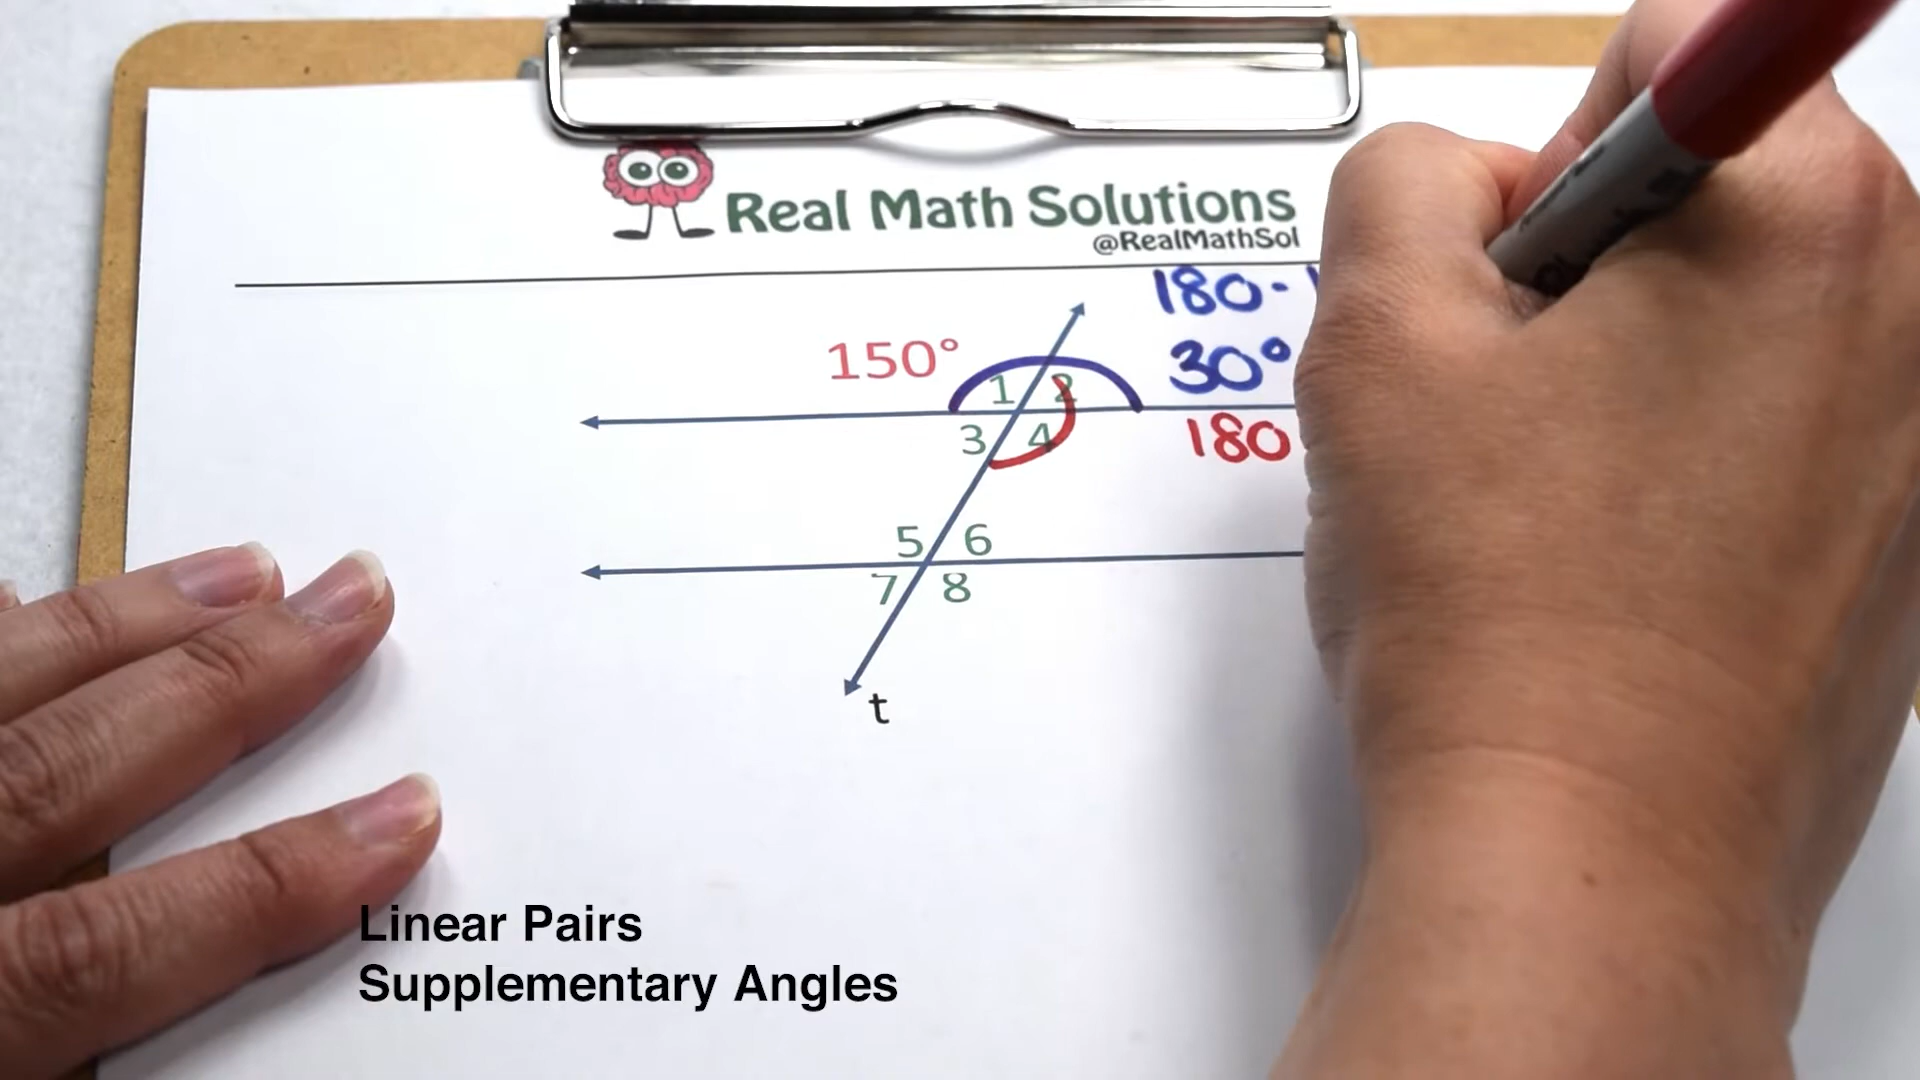 Real Math Solutions
@RealMathSol
180-
150°
30°
1 2
3 4
180
5 6
7 8
t
Linear Pairs
Supplementary Angles